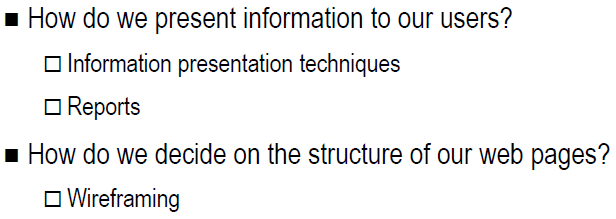 ■ How do we present information to our users?
□ Information presentation techniques
□ Reports
■ How do we decide on the structure of our web pages?
□ Wireframing